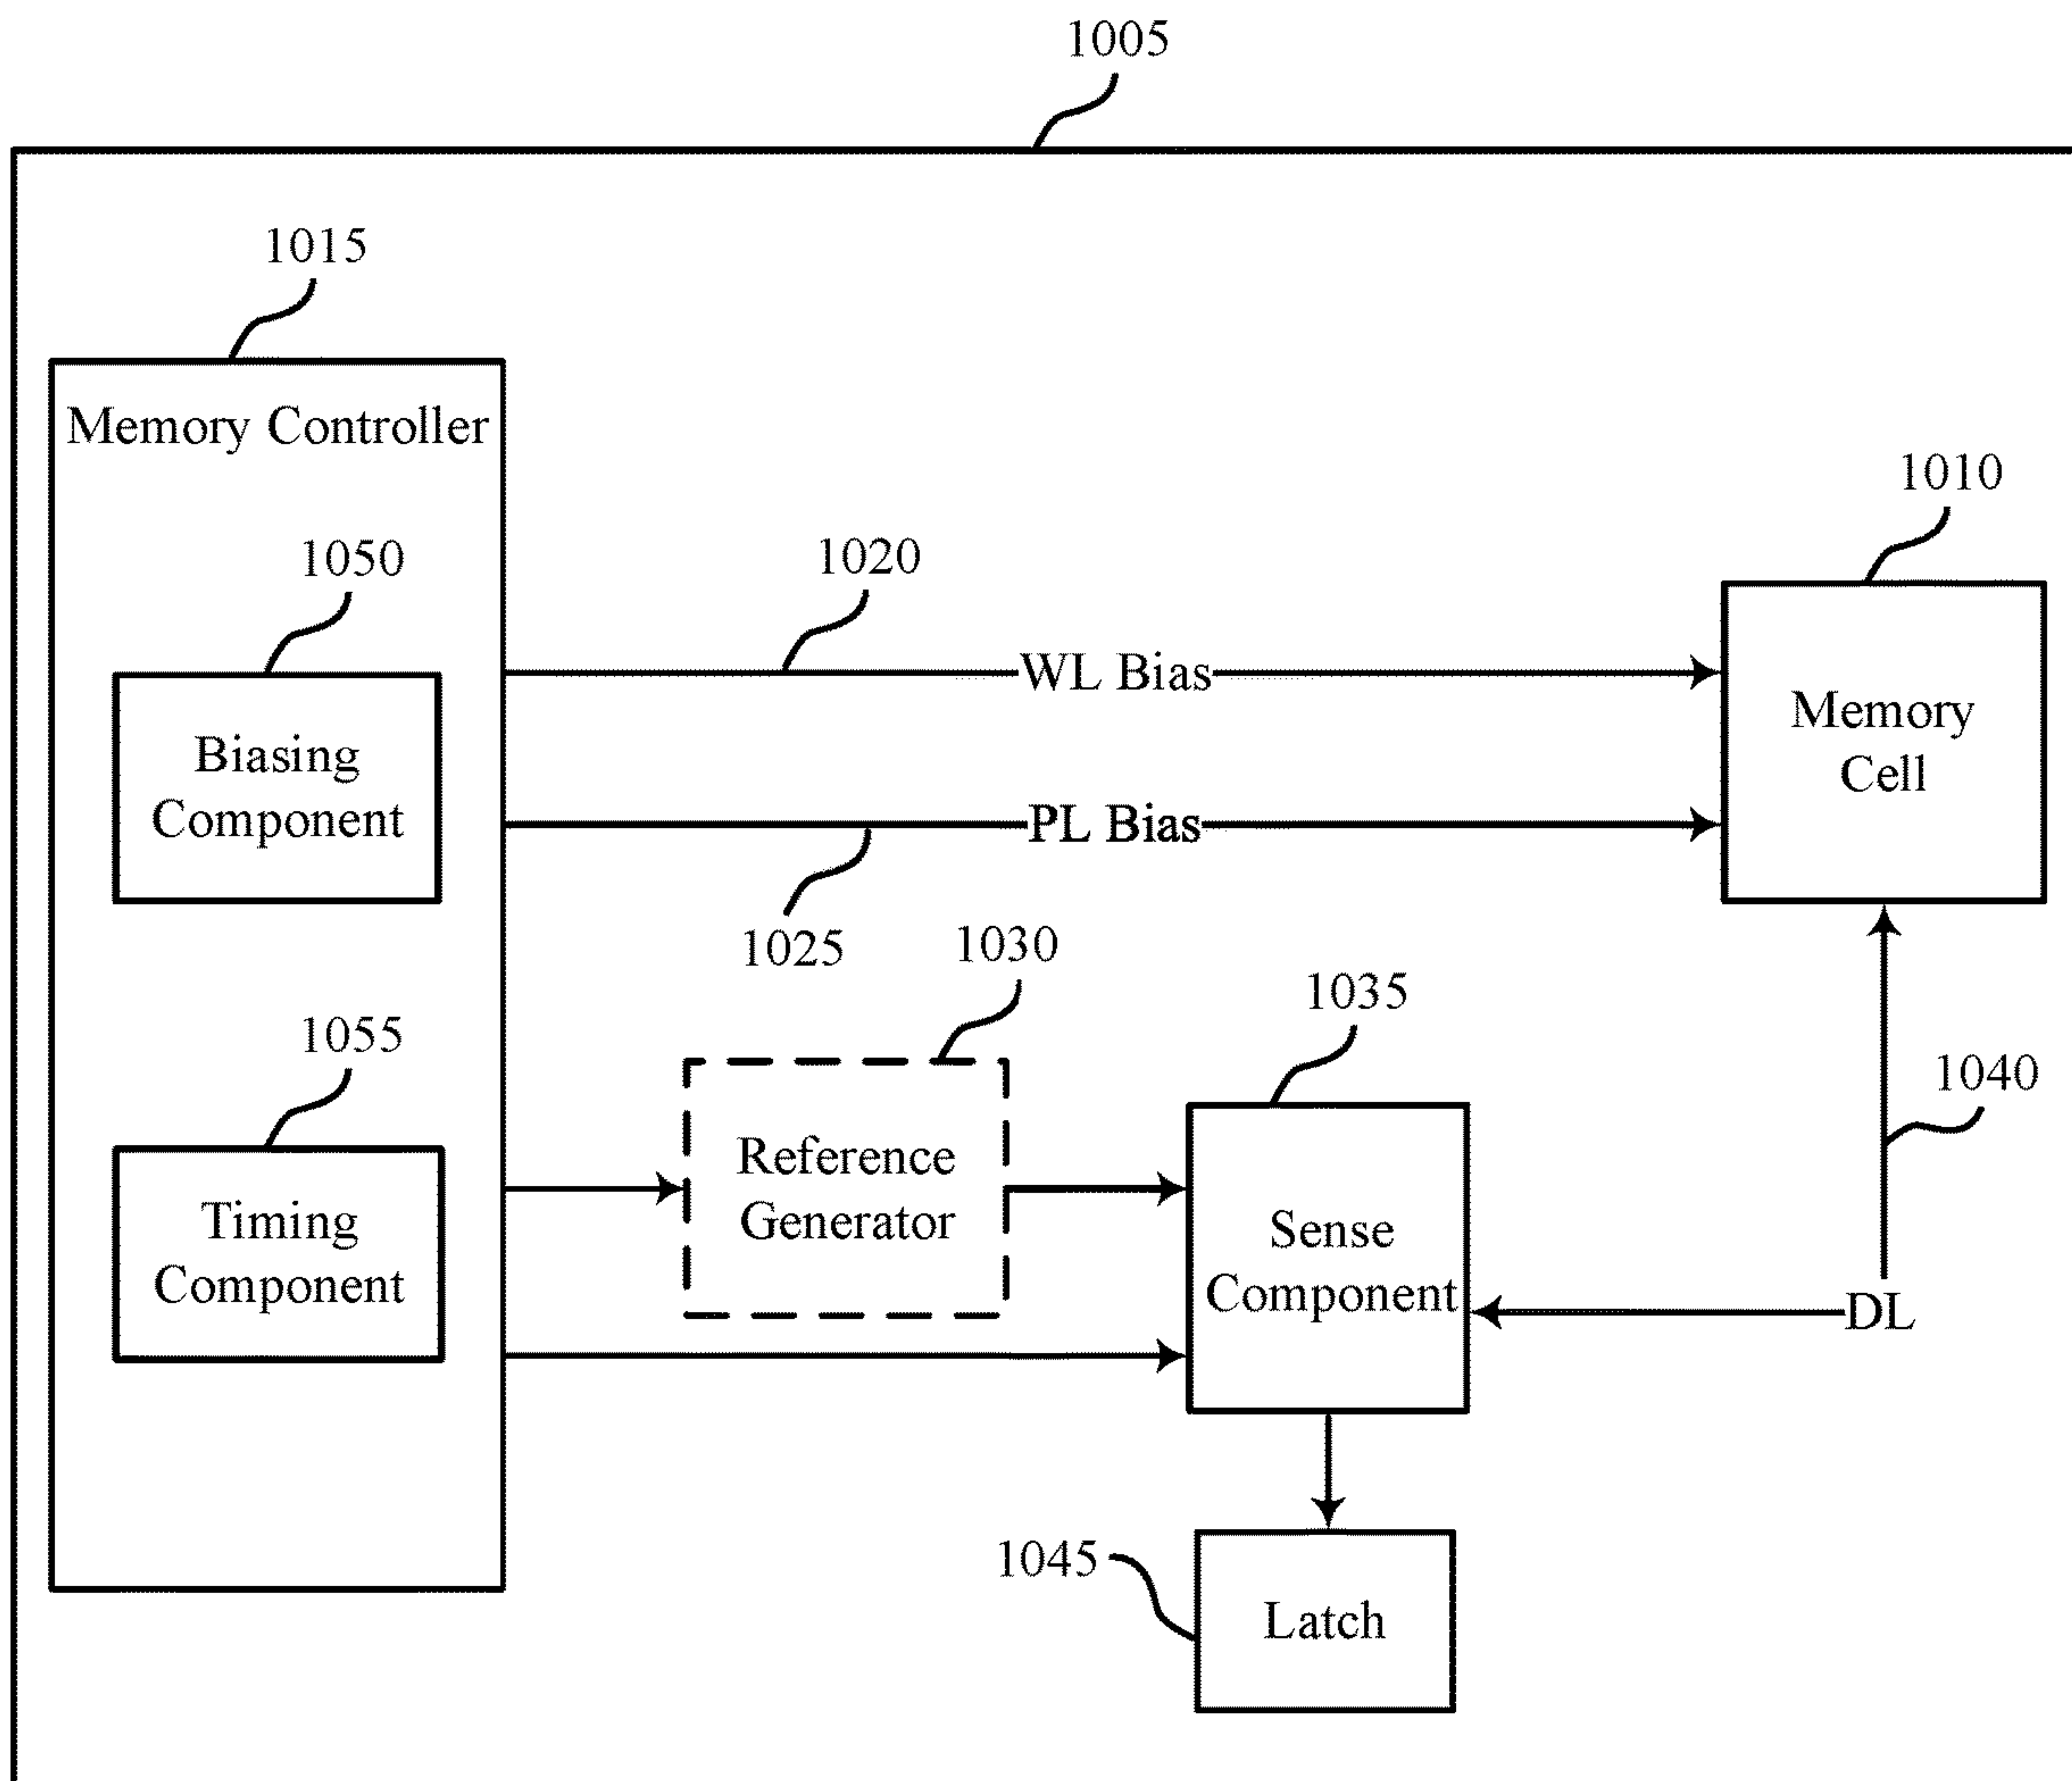 1005
1015
Memory Controller
1010
1050
1020
WL Bias
Memory
Cell
Biasing
Component
PL Bias
1025
1030
1035
1055
1040
Reference
Generator
Sense
Component
Timing
Component
DL
1045
Latch